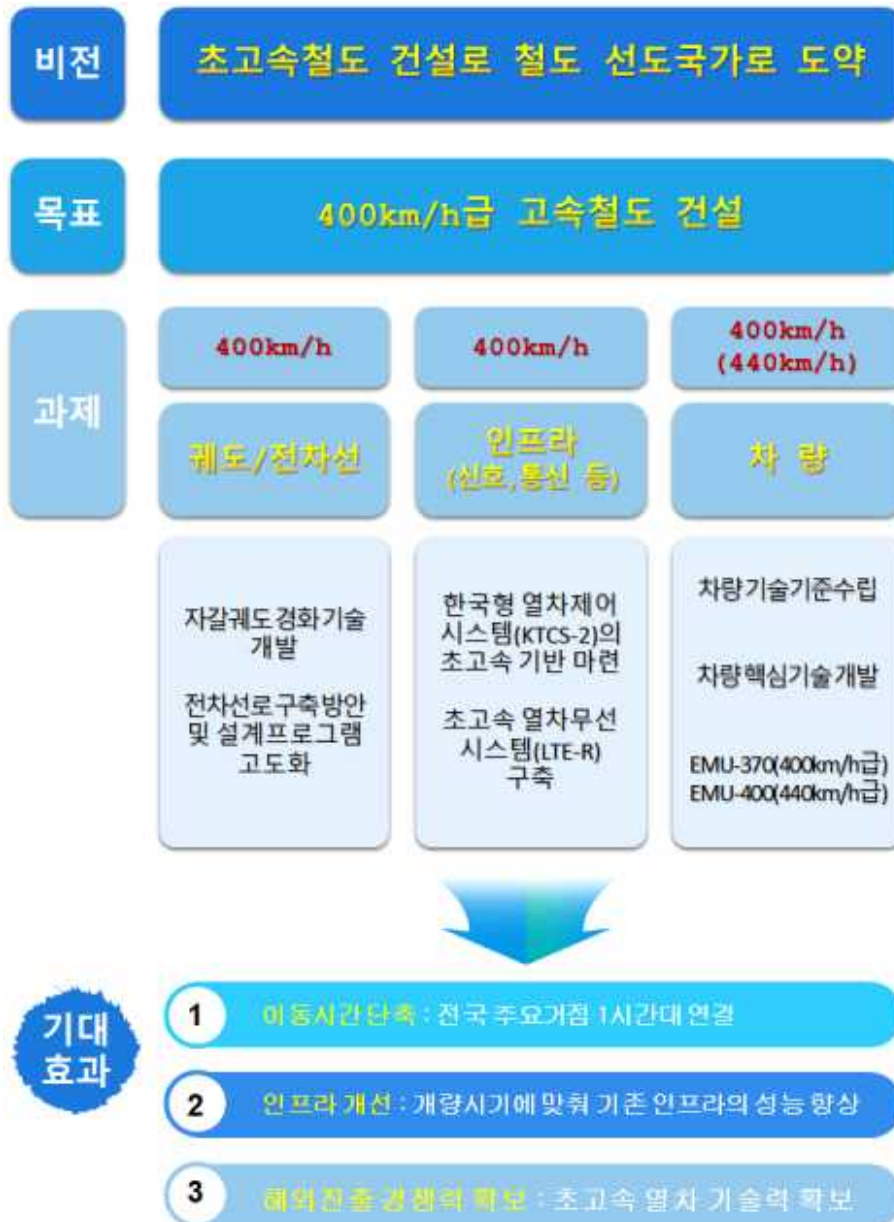 비전
초고속철도 건설로 철도 선도국가로 도약
목표
400km/h급 고속철도 건설
과제
400km/h
400km/h
400km/h
(440km/h)
궤도/전차선
인프라
(신호,통신 등)
차 량
자갈궤도 경화기술
개발
전차선로 구축방안
및 설계프로그램
고도화
한국형 열차제어
시스템(KTCS-2)의
초고속 기반 마련
초고속 열차무선
시스템(LTE-R)
구축
차량기술기준수립
차량핵심기술개발
EMU-370(400km/h급)
EMU-400(440km/h급)
기대
효과
1 이동시간 단축 : 전국 주요거점 1시간대 연결
2 인프라 개선 : 개량시기에 맞춰 기존 인프라의 성능 향상
3 해외진출 경쟁력 확보 : 초고속 열차 기술력 확보